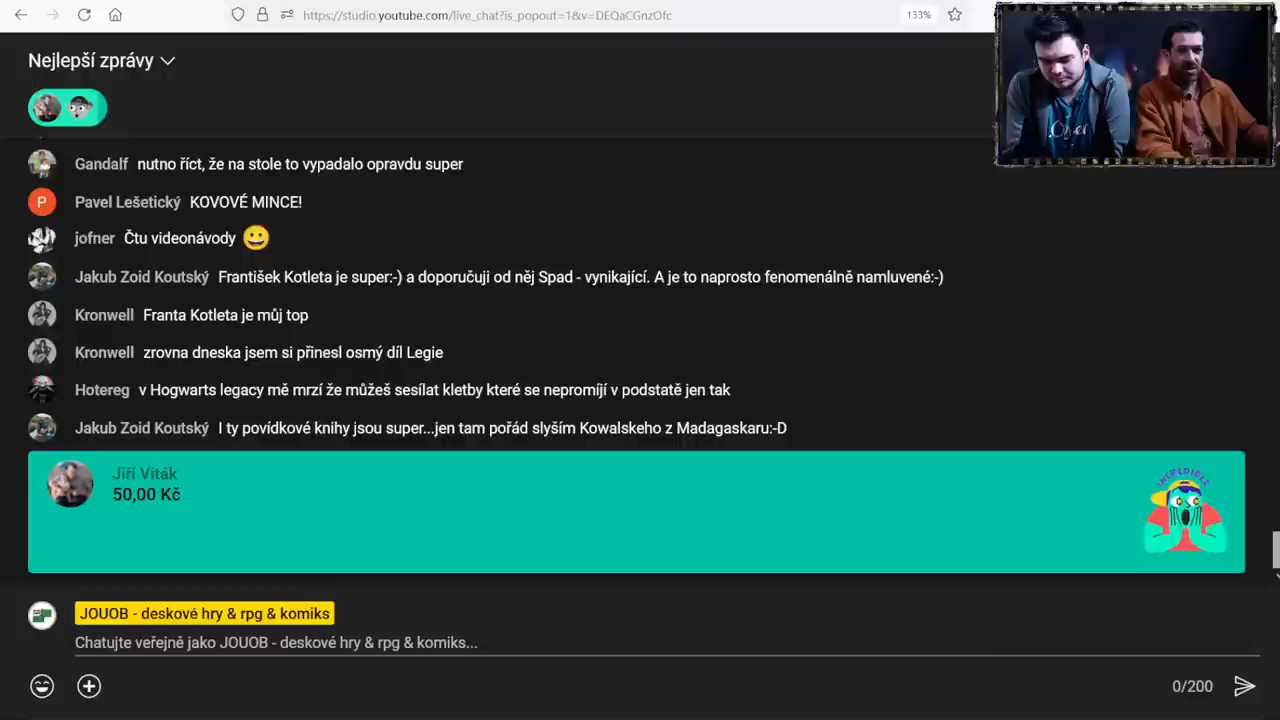 https://studio.youtube.com/live_chat?is_popout=1&v=DEQaCGnzOfc
133%
Nejlepší zprávy
Gandalf nutno říct, že na stole to vypadalo opravdu super
P Pavel Lešetický KOVOVÉ MINCE!
jofner Čtu videonávody
Jakub Zoid Koutský František Kotleta je super:-) a doporučuji od něj Spad - vynikající. A je to naprosto fenomenálně namluvené:-)
Kronwell Franta Kotleta je můj top
Kronwell zrovna dneska jsem si přinesl osmý díl Legie
Hotereg v Hogwarts legacy mě mrzí že můžeš sesílat kletby které se nepromíjí v podstatě jen tak
Jakub Zoid Koutský I ty povídkové knihy jsou super...jen tam pořád slyším Kowalskeho z Madagaskaru:-D
Jiří Viták
50,00 Kč
INCREDIBLE
JOUOB - deskové hry & rpg & komiks
Chatujte veřejně jako JOUOB - deskové hry & rpg & komiks...
0/200